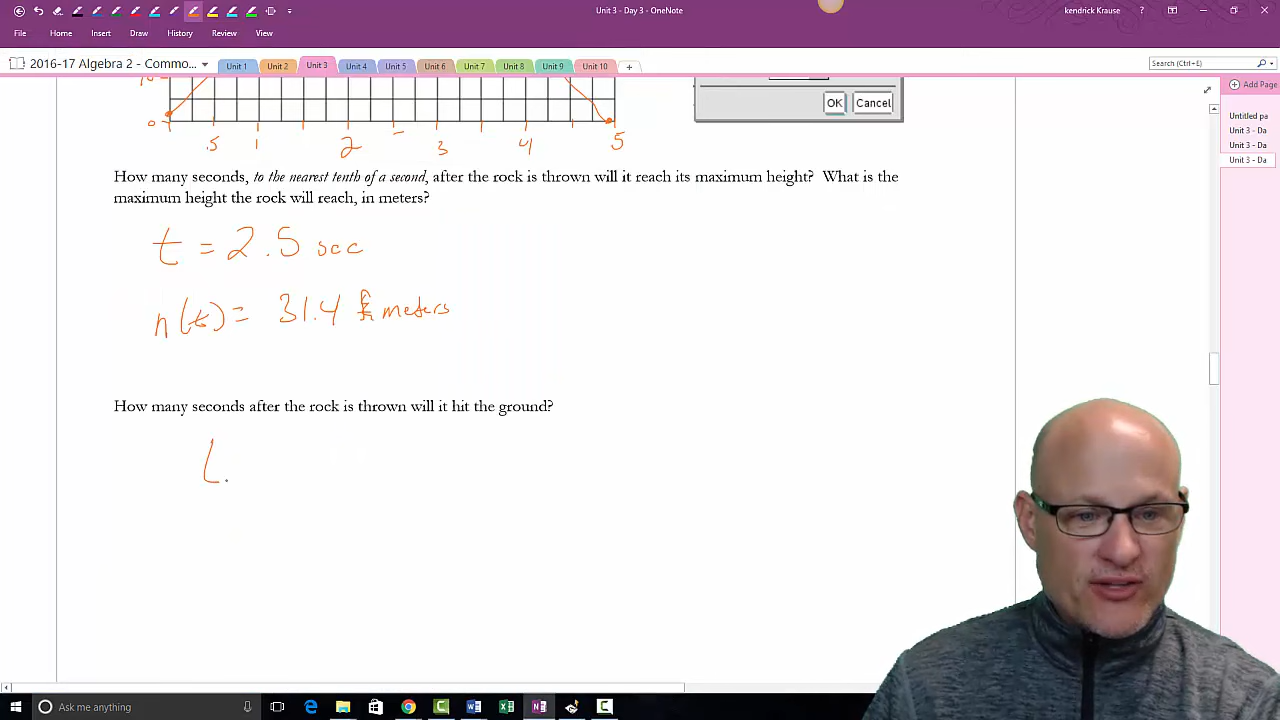 Unit 3 - Day 3 - OneNote
kendrick Krause
?
File Home Insert Draw History Review View
2016-17 Algebra 2 - Commo...
Unit 1 Unit 2 Unit 3 Unit 4 Unit 5 Unit 6 Unit 7 Unit 8 Unit 9 Unit 10 +
Search (Ctrl+E)
Add Page
Untitled pa
Unit 3 - Da
Unit 3 - Da
Unit 3 - Da
OK Cancel
0
.5 1 2 3 4 5
How many seconds, to the nearest tenth of a second, after the rock is thrown will it reach its maximum height? What is the
maximum height the rock will reach, in meters?
t = 2.5 sec
h(t) = 31.4 meters
How many seconds after the rock is thrown will it hit the ground?
Ask me anything